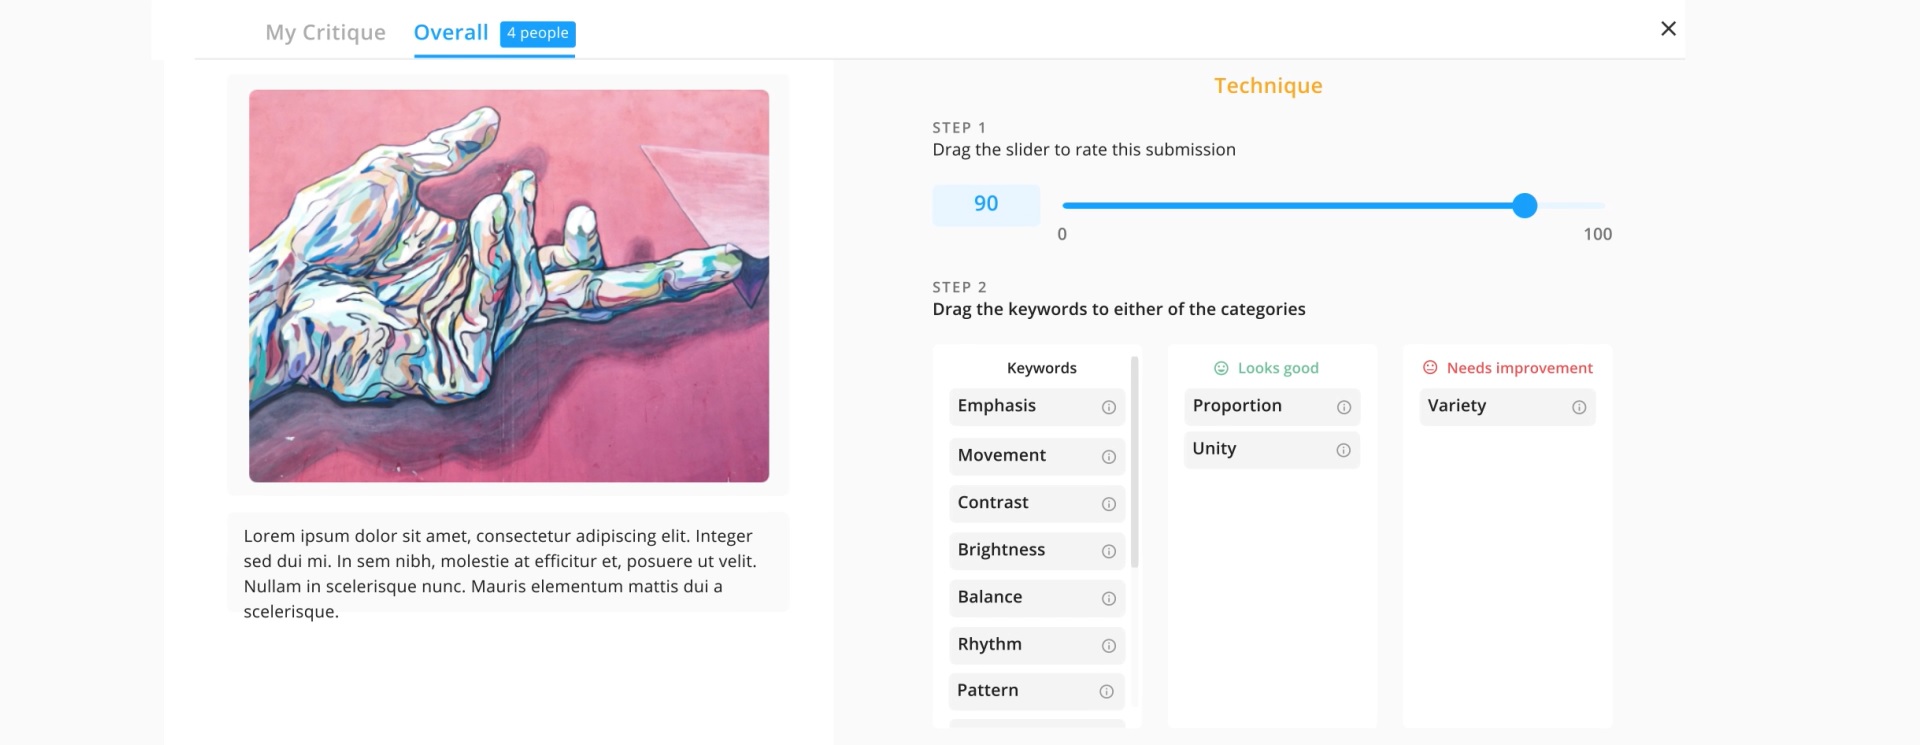 My Critique
Overall
4 people
Technique
STEP 1
Drag the slider to rate this submission
90
0
100
STEP 2
Drag the keywords to either of the categories
Keywords
Emphasis
Movement
Contrast
Brightness
Balance
Rhythm
Pattern
Looks good
Proportion
Unity
Needs improvement
Variety
Lorem ipsum dolor sit amet, consectetur adipiscing elit. Integer
sed dui mi. In sem nibh, molestie at efficitur et, posuere ut velit.
Nullam in scelerisque nunc. Mauris elementum mattis dui a
scelerisque.